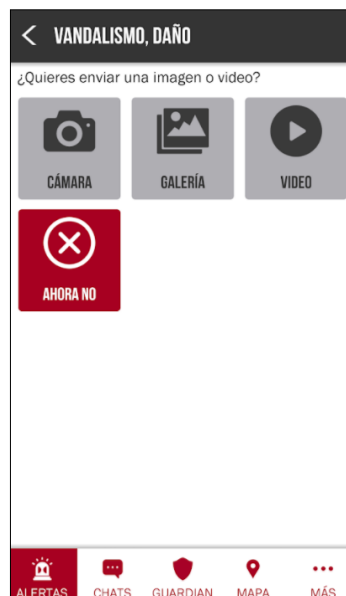 VANDALISMO, DAÑO
¿Quieres enviar una imagen o video?
CÁMARA GALERÍA VIDEO
AHORA NO
ALERTAS CHATS GUARDIAN MAPA MÁS